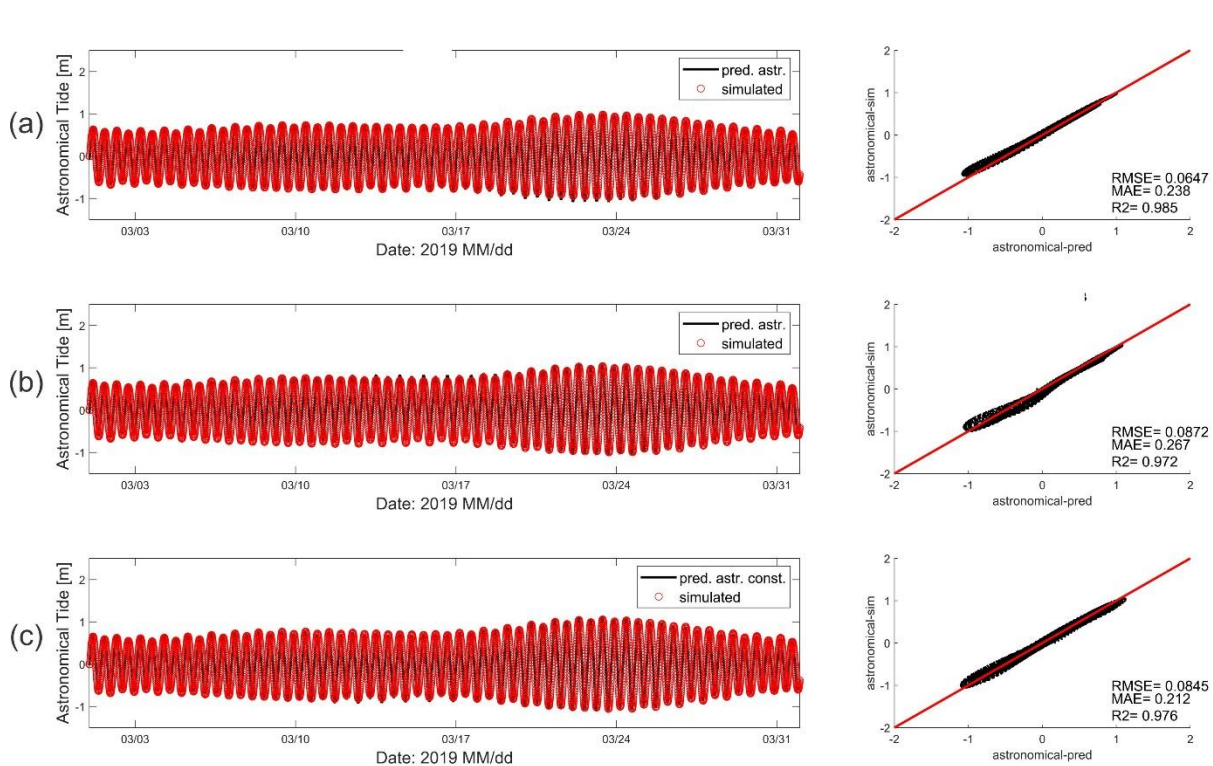 (a)
Astronomical Tide [m]
2
1
0
-1
pred. astr.
simulated
03/03 03/10 03/17 03/24 03/31
Date: 2019 MM/dd
astronomical-sim
2
1
0
-1
-2
RMSE= 0.0647
MAE= 0.238
R2= 0.985
-2 -1 0 1 2
astronomical-pred
(b)
Astronomical Tide [m]
2
1
0
-1
pred. astr.
simulated
03/03 03/10 03/17 03/24 03/31
Date: 2019 MM/dd
astronomical-sim
2
1
0
-1
-2
RMSE= 0.0872
MAE= 0.267
R2= 0.972
-2 -1 0 1 2
astronomical-pred
(c)
Astronomical Tide [m]
2
1
0
-1
pred. astr. const.
simulated
03/03 03/10 03/17 03/24 03/31
Date: 2019 MM/dd
astronomical-sim
2
1
0
-1
-2
RMSE= 0.0845
MAE= 0.212
R2= 0.976
-2 -1 0 1 2
astronomical-pred